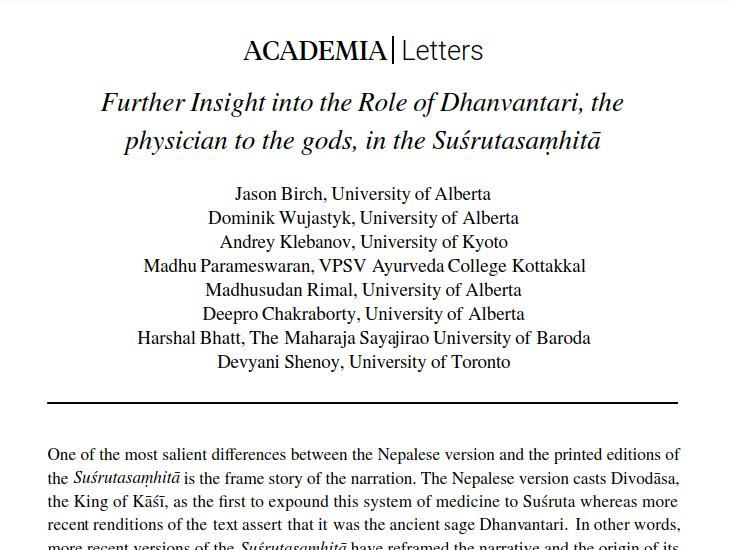 ACADEMIA | Letters
Further Insight into the Role of Dhanvantari, the
physician to the gods, in the Suśrutasaṃhitā
Jason Birch, University of Alberta
Dominik Wujastyk, University of Alberta
Andrey Klebanov, University of Kyoto
Madhu Parameswaran, VPSV Ayurveda College Kottakkal
Madhusudan Rimal, University of Alberta
Deepro Chakraborty, University of Alberta
Harshal Bhatt, The Maharaja Sayajirao University of Baroda
Devyani Shenoy, University of Toronto
One of the most salient differences between the Nepalese version and the printed editions of
the Suśrutasaṃhitā is the frame story of the narration. The Nepalese version casts Divodāsa,
the King of Kāśī, as the first to expound this system of medicine to Suśruta whereas more
recent renditions of the text assert that it was the ancient sage Dhanvantari. In other words,
more recent versions of the Suśrutasaṃhitā have reframed the narrative and the origin of its